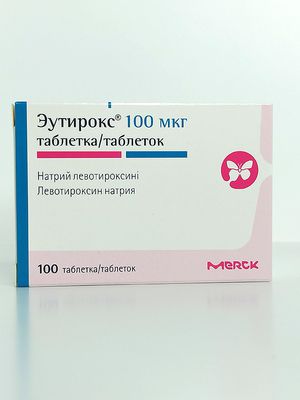 Эутирокс® 100 мкг
таблетка/таблеток
Натрий левотироксині
Левотироксин натрия
100 таблетка/таблеток
MERCK